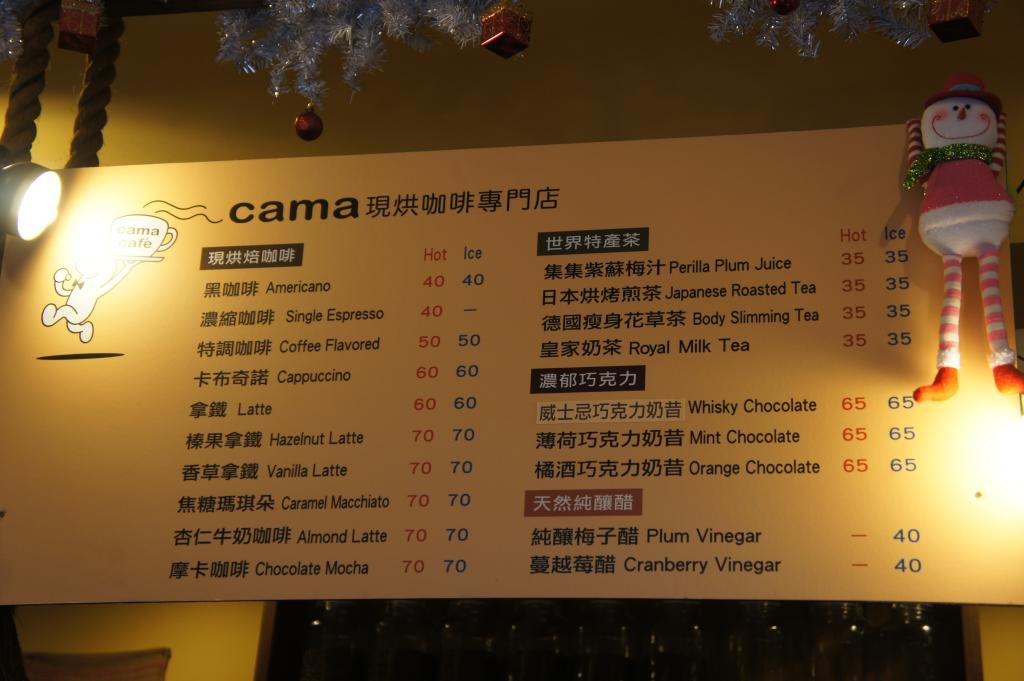 cama 現烘咖啡專門店
cama
café
現烘焙咖啡 Hot Ice
黑咖啡 Americano 40 40
濃縮咖啡 Single Espresso 40 —
特調咖啡 Coffee Flavored 50 50
卡布奇諾 Cappuccino 60 60
拿鐵 Latte 60 60
榛果拿鐵 Hazelnut Latte 70 70
香草拿鐵 Vanilla Latte 70 70
焦糖瑪琪朵 Caramel Macchiato 70 70
杏仁牛奶咖啡 Almond Latte 70 70
摩卡咖啡 Chocolate Mocha 70 70
世界特產茶 Hot Ice
集集紫蘇梅汁 Perilla Plum Juice 35 35
日本烘烤煎茶 Japanese Roasted Tea 35 35
德國瘦身花草茶 Body Slimming Tea 35 35
皇家奶茶 Royal Milk Tea 35 35
濃郁巧克力
威士忌巧克力奶昔 Whisky Chocolate 65 65
薄荷巧克力奶昔 Mint Chocolate 65 65
橘酒巧克力奶昔 Orange Chocolate 65 65
天然純釀醋
純釀梅子醋 Plum Vinegar — 40
蔓越莓醋 Cranberry Vinegar — 40